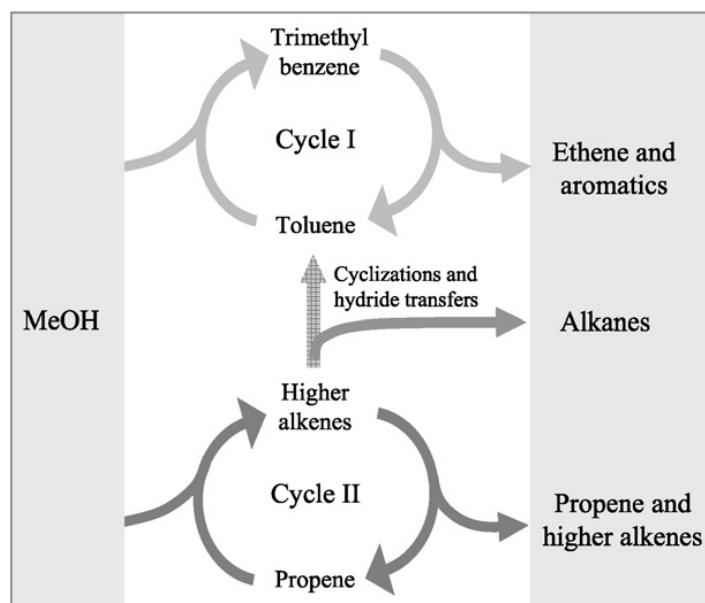 Trimethyl
benzene
Cycle I
Ethene and
aromatics
Toluene
Cyclizations and
hydride transfers
MeOH
Alkanes
Higher
alkenes
Cycle II
Propene and
higher alkenes
Propene